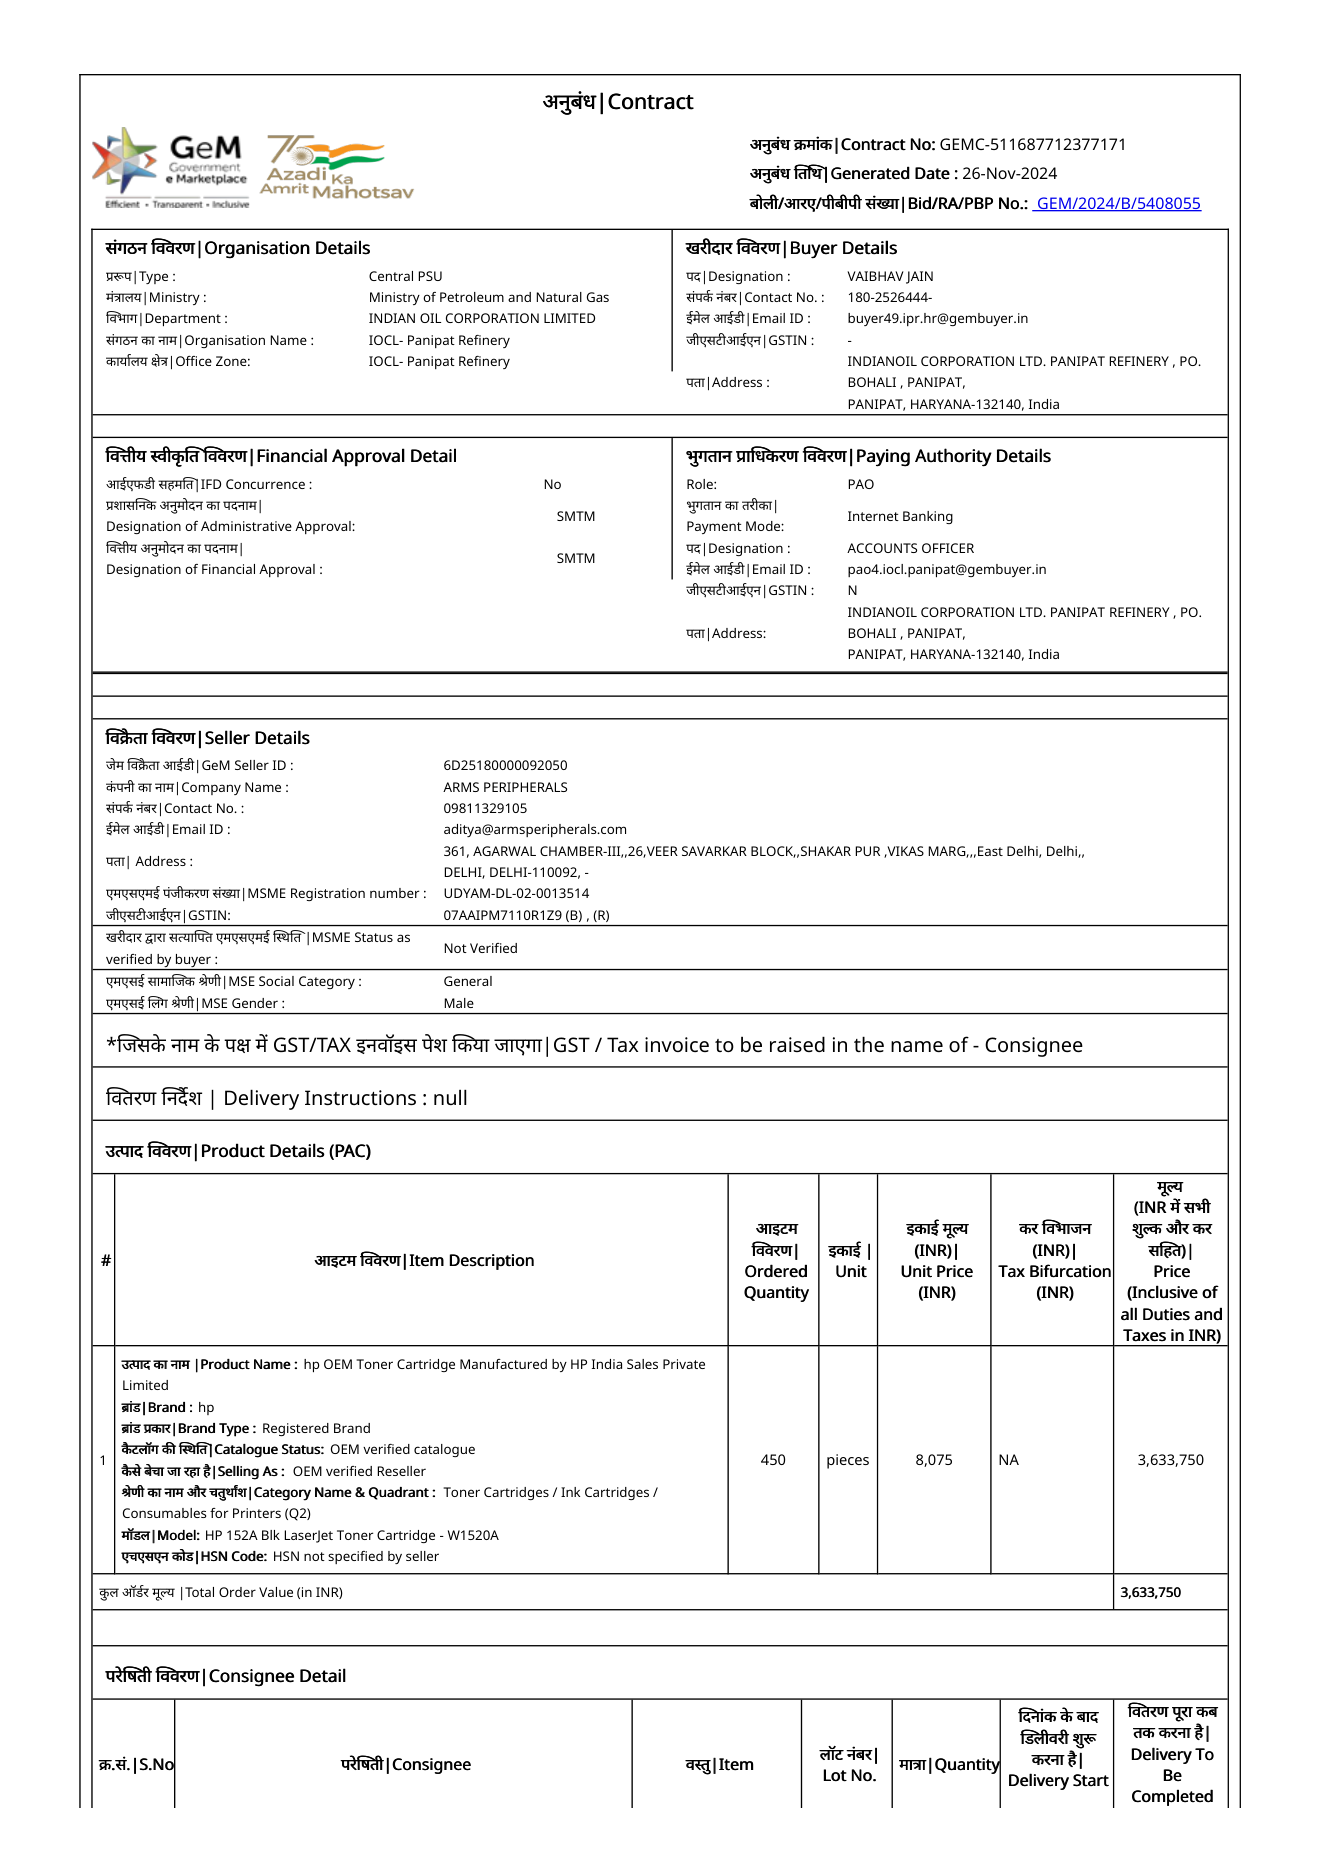 अनुबंध|Contract
GeM
Government
e Marketplace
Efficient • Transparent • Inclusive
Azadi Ka
Amrit Mahotsav
अनुबंध क्रमांक|Contract No: GEMC-511687712377171
अनुबंध तिथि|Generated Date : 26-Nov-2024
बोली/आरए/पीबीपी संख्या|Bid/RA/PBP No.: GEM/2024/B/5408055
संगठन विवरण|Organisation Details
प्ररूप|Type : Central PSU
मंत्रालय|Ministry : Ministry of Petroleum and Natural Gas
विभाग|Department : INDIAN OIL CORPORATION LIMITED
संगठन का नाम|Organisation Name : IOCL- Panipat Refinery
कार्यालय क्षेत्र|Office Zone: IOCL- Panipat Refinery
खरीदार विवरण|Buyer Details
पद|Designation : VAIBHAV JAIN
संपर्क नंबर|Contact No. : 180-2526444-
ईमेल आईडी|Email ID : buyer49.ipr.hr@gembuyer.in
जीएसटीआईएन|GSTIN : -
INDIANOIL CORPORATION LTD. PANIPAT REFINERY , PO.
पता|Address : BOHALI , PANIPAT,
PANIPAT, HARYANA-132140, India
वित्तीय स्वीकृति विवरण|Financial Approval Detail
आईएफडी सहमति|IFD Concurrence : No
प्रशासनिक अनुमोदन का पदनाम|
Designation of Administrative Approval: SMTM
वित्तीय अनुमोदन का पदनाम|
Designation of Financial Approval : SMTM
भुगतान प्राधिकरण विवरण|Paying Authority Details
Role: PAO
भुगतान का तरीका|
Payment Mode: Internet Banking
पद|Designation : ACCOUNTS OFFICER
ईमेल आईडी|Email ID : pao4.iocl.panipat@gembuyer.in
जीएसटीआईएन|GSTIN : N
INDIANOIL CORPORATION LTD. PANIPAT REFINERY , PO.
पता|Address: BOHALI , PANIPAT,
PANIPAT, HARYANA-132140, India
विक्रेता विवरण|Seller Details
जेम विक्रेता आईडी|GeM Seller ID : 6D25180000092050
कंपनी का नाम|Company Name : ARMS PERIPHERALS
संपर्क नंबर|Contact No. : 09811329105
ईमेल आईडी|Email ID : aditya@armsperipherals.com
पता| Address : 361, AGARWAL CHAMBER-III,,26,VEER SAVARKAR BLOCK,,SHAKAR PUR ,VIKAS MARG,,,East Delhi, Delhi,,
DELHI, DELHI-110092, -
एमएसएमई पंजीकरण संख्या|MSME Registration number : UDYAM-DL-02-0013514
जीएसटीआईएन|GSTIN: 07AAIPM7110R1Z9 (B) , (R)
खरीदार द्वारा सत्यापित एमएसएमई स्थिति|MSME Status as
verified by buyer : Not Verified
एमएसई सामाजिक श्रेणी|MSE Social Category : General
एमएसई लिंग श्रेणी|MSE Gender : Male
*जिसके नाम के पक्ष में GST/TAX इनवॉइस पेश किया जाएगा|GST / Tax invoice to be raised in the name of - Consignee
वितरण निर्देश | Delivery Instructions : null
उत्पाद विवरण|Product Details (PAC)
#
आइटम विवरण|Item Description
आइटम
विवरण|
Ordered
Quantity
इकाई |
Unit
इकाई मूल्य
(INR)|
Unit Price
(INR)
कर विभाजन
(INR)|
Tax Bifurcation
(INR)
मूल्य
(INR में सभी
शुल्क और कर
सहित)|
Price
(Inclusive of
all Duties and
Taxes in INR)
1
उत्पाद का नाम |Product Name : hp OEM Toner Cartridge Manufactured by HP India Sales Private
Limited
ब्रांड|Brand : hp
ब्रांड प्रकार|Brand Type : Registered Brand
कैटलॉग की स्थिति|Catalogue Status: OEM verified catalogue
कैसे बेचा जा रहा है|Selling As : OEM verified Reseller
श्रेणी का नाम और चतुर्थांश|Category Name & Quadrant : Toner Cartridges / Ink Cartridges /
Consumables for Printers (Q2)
मॉडल|Model: HP 152A Blk LaserJet Toner Cartridge - W1520A
एचएसएन कोड|HSN Code: HSN not specified by seller
450
pieces
8,075
NA
3,633,750
कुल ऑर्डर मूल्य |Total Order Value (in INR) 3,633,750
परेषिती विवरण|Consignee Detail
क्र.सं.|S.No
परेषिती|Consignee
वस्तु|Item
लॉट नंबर|
Lot No.
मात्रा|Quantity
दिनांक के बाद
डिलीवरी शुरू
करना है|
Delivery Start
वितरण पूरा कब
तक करना है|
Delivery To
Be
Completed